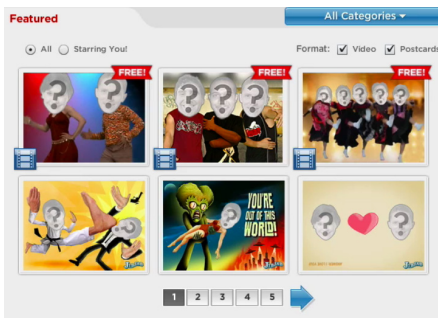 Featured
All Categories
All Starring You!
Format: Video Postcards
FREE!
FREE!
FREE!
YOU'RE
OUT OF THIS
WORLD!
1 2 3 4 5